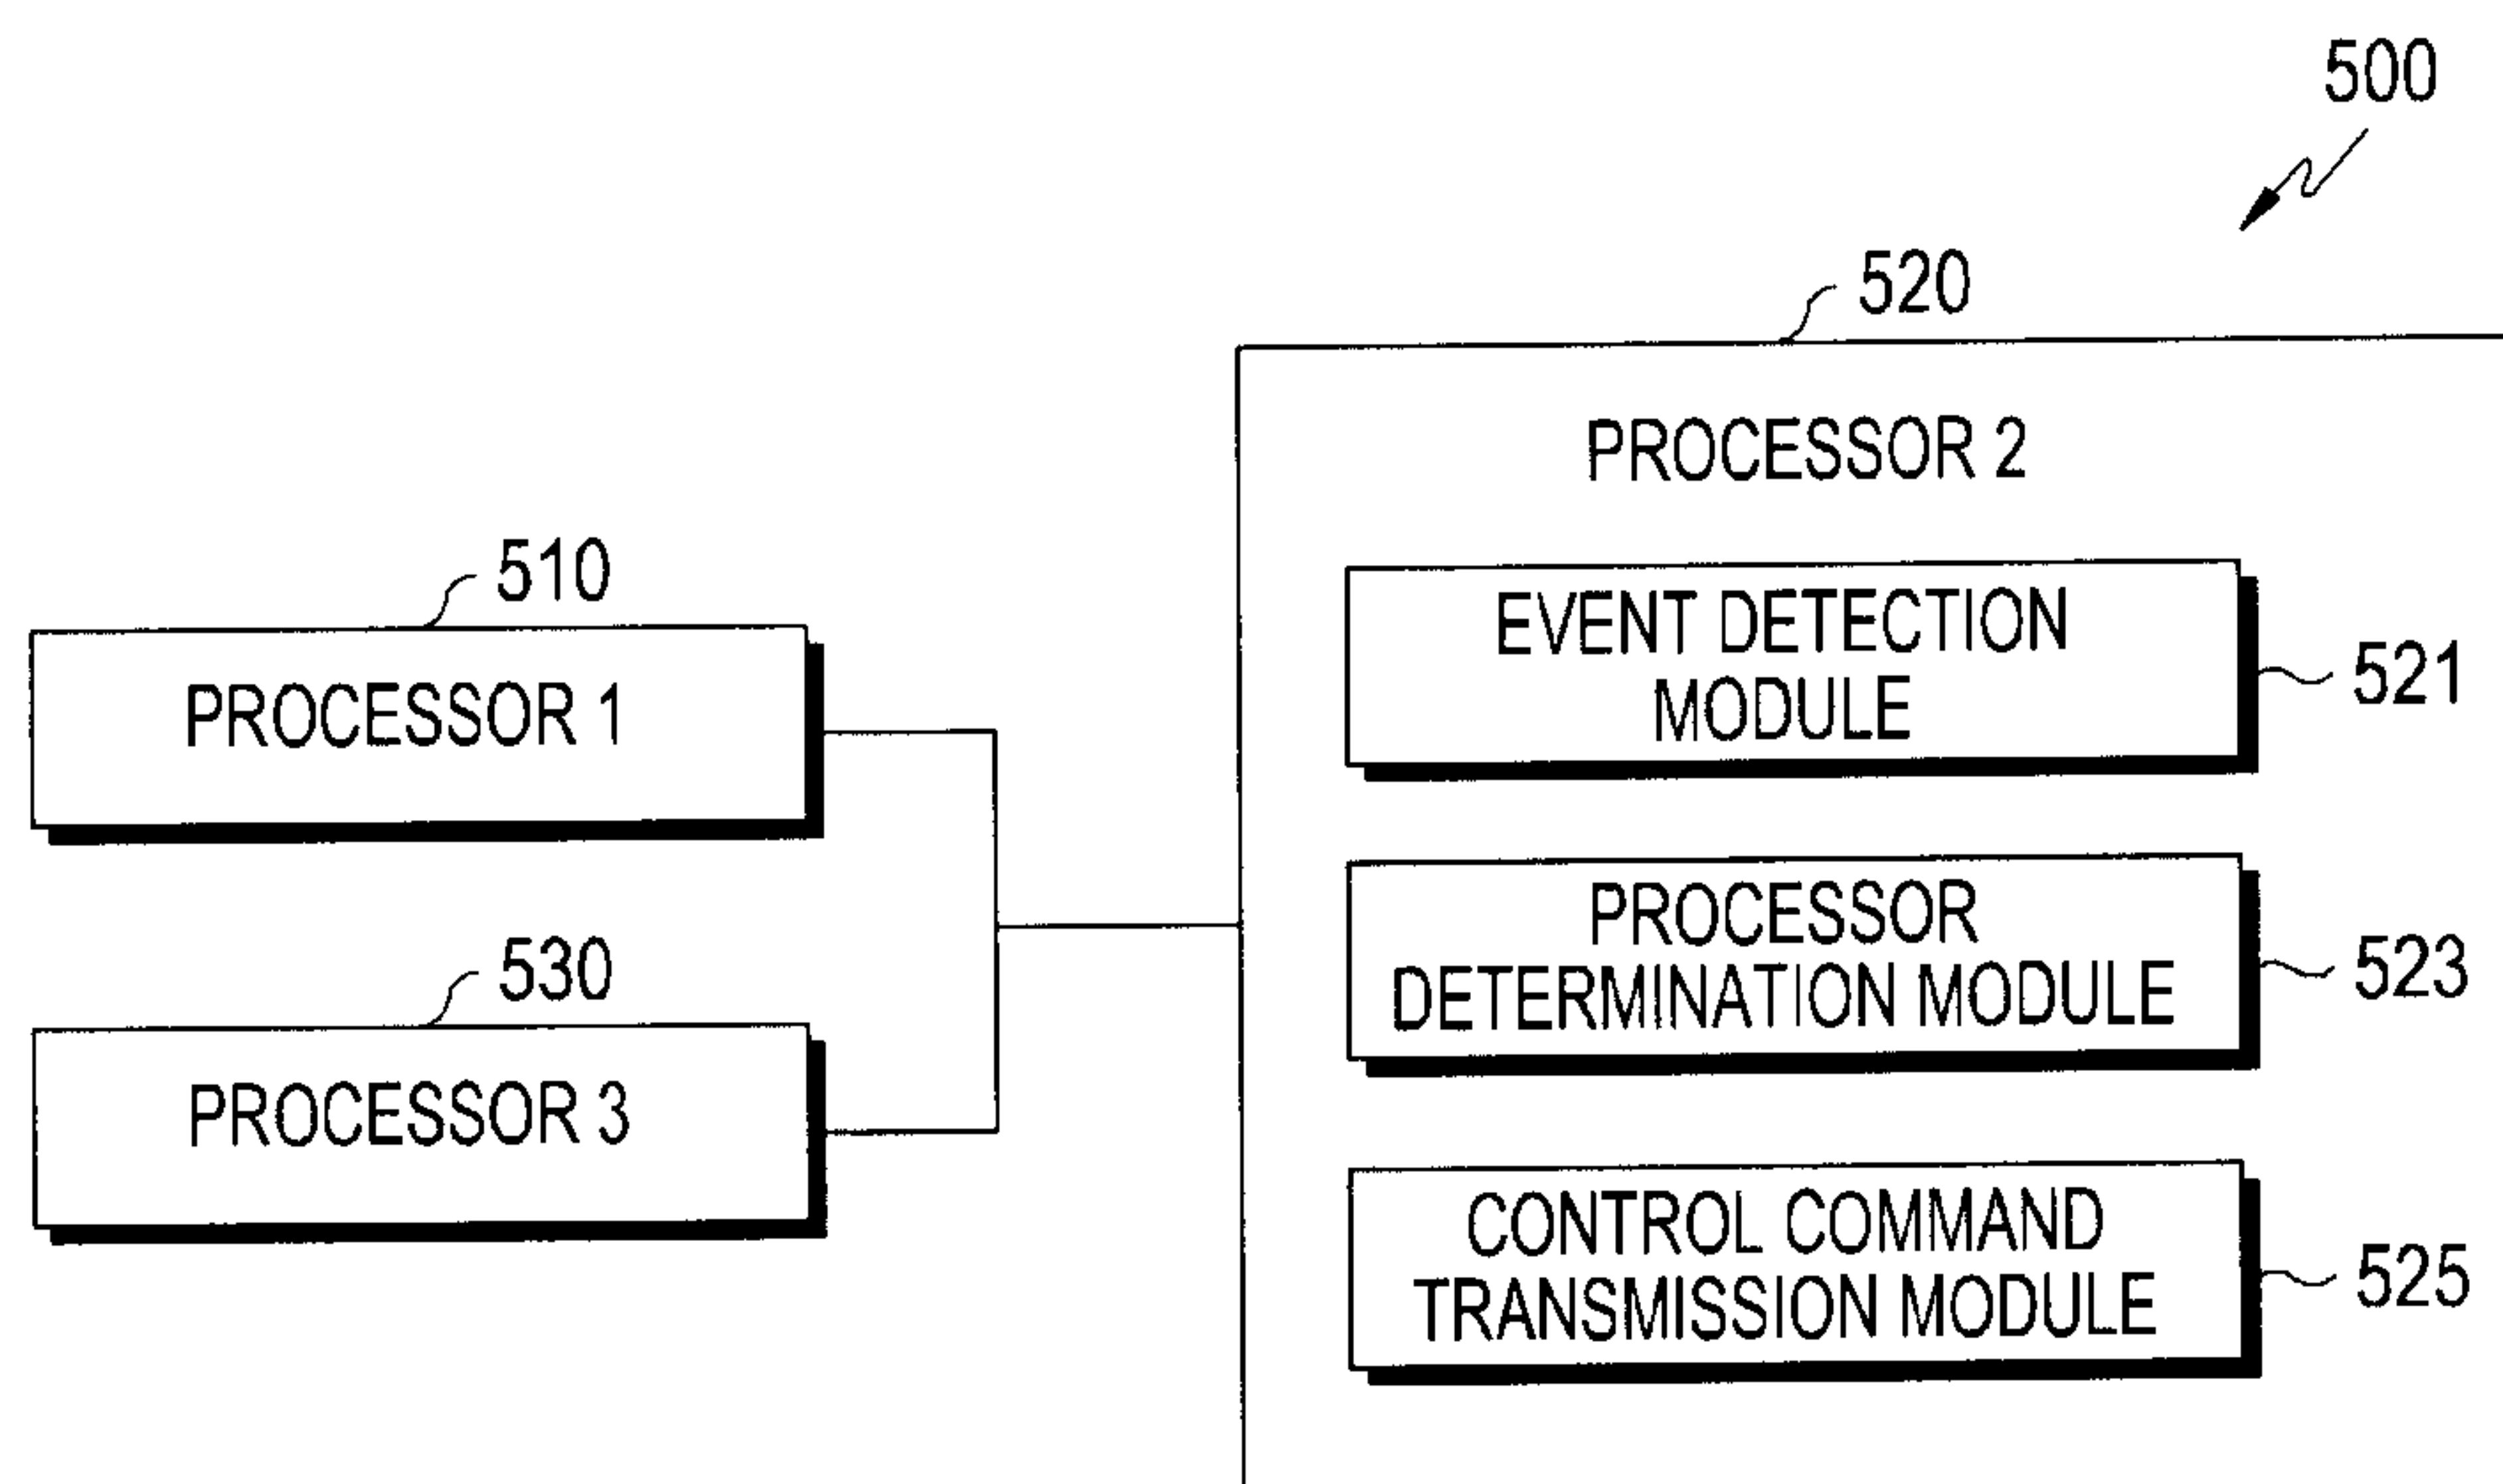 500
520
PROCESSOR 2
510
PROCESSOR 1
EVENT DETECTION
MODULE
521
530
PROCESSOR 3
PROCESSOR
DETERMINATION MODULE
523
CONTROL COMMAND
TRANSMISSION MODULE
525